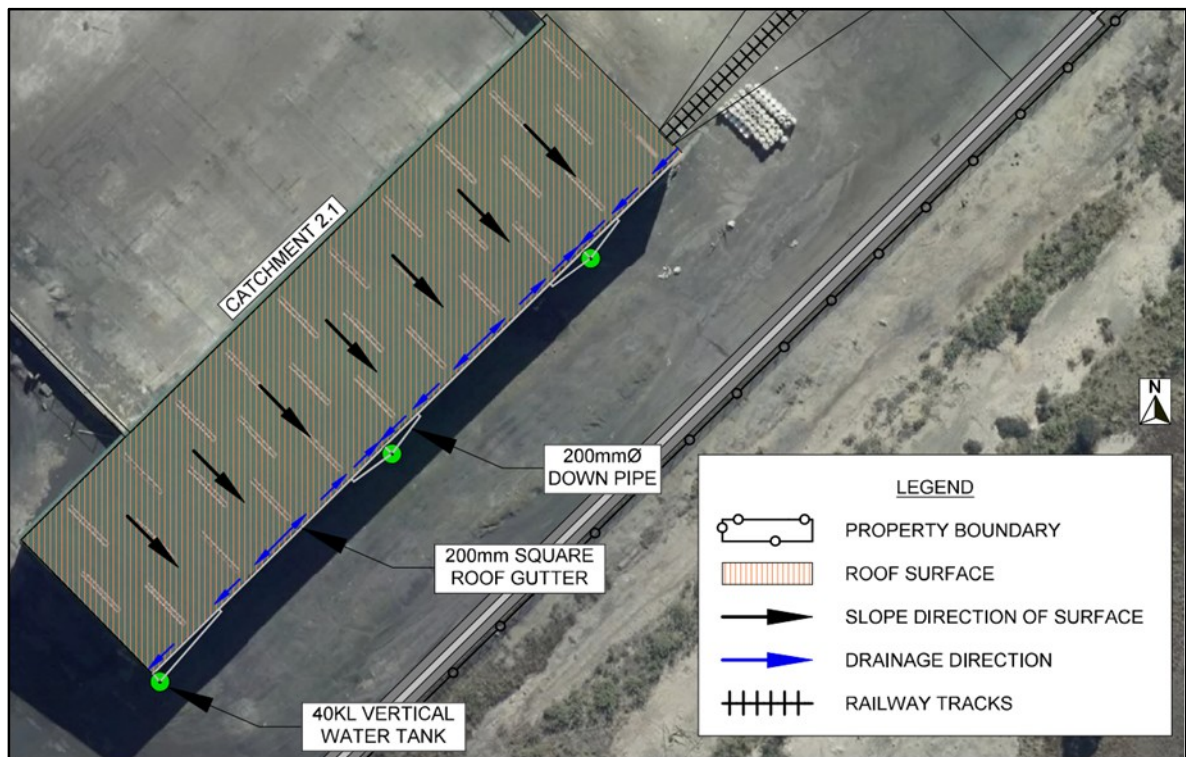 CATCHMENT 2.1
200mmØ
DOWN PIPE
200mm SQUARE
ROOF GUTTER
40KL VERTICAL
WATER TANK
N
LEGEND
PROPERTY BOUNDARY
ROOF SURFACE
SLOPE DIRECTION OF SURFACE
DRAINAGE DIRECTION
RAILWAY TRACKS